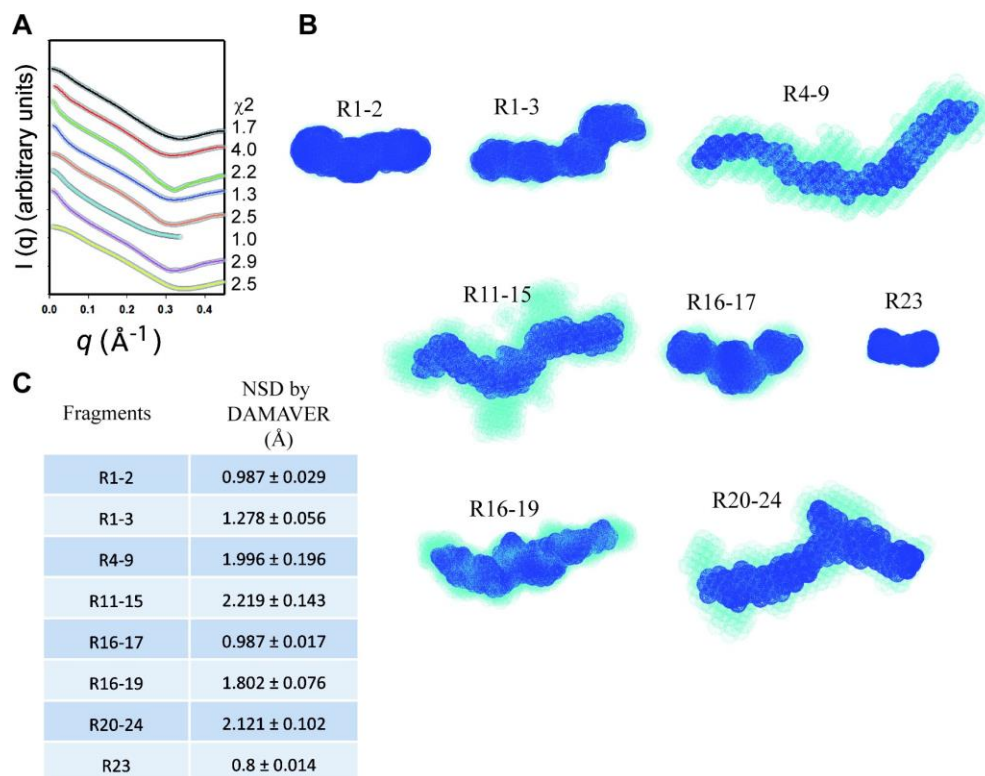 A
I (q) (arbitrary units)
χ2
1.7
4.0
2.2
1.3
2.5
1.0
2.9
2.5
0.0 0.1 0.2 0.3 0.4
q (Å-1)
B
R1-2
R1-3
R4-9
R11-15
R16-17
R23
R16-19
R20-24
C
Fragments NSD by DAMAVER (Å)
R1-2 0.987 ± 0.029
R1-3 1.278 ± 0.056
R4-9 1.996 ± 0.196
R11-15 2.219 ± 0.143
R16-17 0.987 ± 0.017
R16-19 1.802 ± 0.076
R20-24 2.121 ± 0.102
R23 0.8 ± 0.014